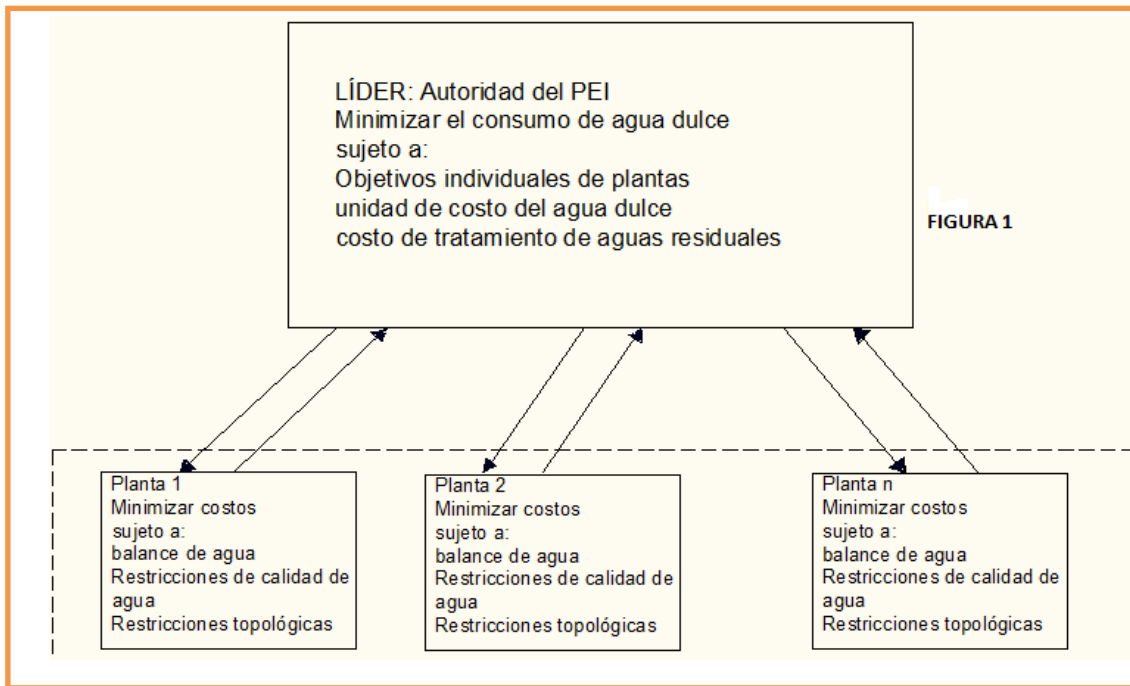 LÍDER: Autoridad del PEI
Minimizar el consumo de agua dulce
sujeto a:
Objetivos individuales de plantas
unidad de costo del agua dulce
costo de tratamiento de aguas residuales
FIGURA 1
Planta 1
Minimizar costos
sujeto a:
balance de agua
Restricciones de calidad de
agua
Restricciones topológicas
Planta 2
Minimizar costos
sujeto a:
balance de agua
Restricciones de calidad de
agua
Restricciones topológicas
Planta n
Minimizar costos
sujeto a:
balance de agua
Restricciones de calidad de
agua
Restricciones topológicas